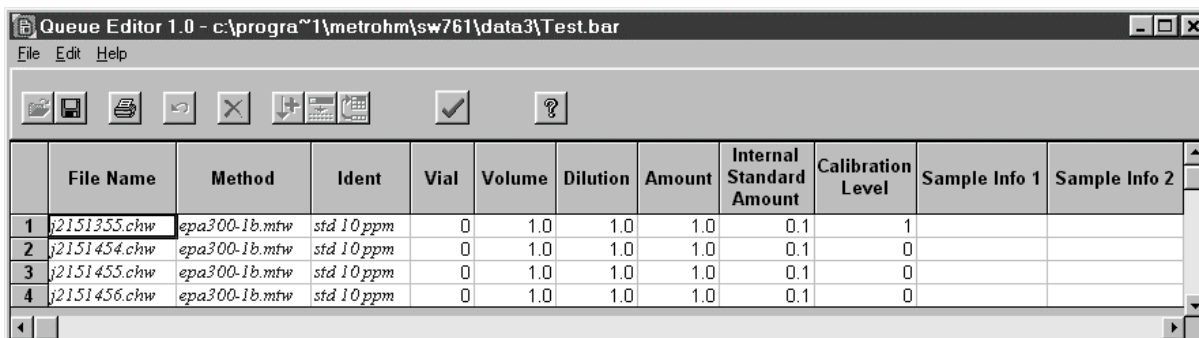 Queue Editor 1.0 - c:\progra~1\metrohm\sw761\data3\Test.bar
File Edit Help
?
File Name Method Ident Vial Volume Dilution Amount Internal Standard Amount Calibration Level Sample Info 1 Sample Info 2
1 j2151355.chw epa300-1b.mtw std 10 ppm 0 1.0 1.0 1.0 0.1 1
2 j2151454.chw epa300-1b.mtw std 10 ppm 0 1.0 1.0 1.0 0.1 0
3 j2151455.chw epa300-1b.mtw std 10 ppm 0 1.0 1.0 1.0 0.1 0
4 j2151456.chw epa300-1b.mtw std 10 ppm 0 1.0 1.0 1.0 0.1 0